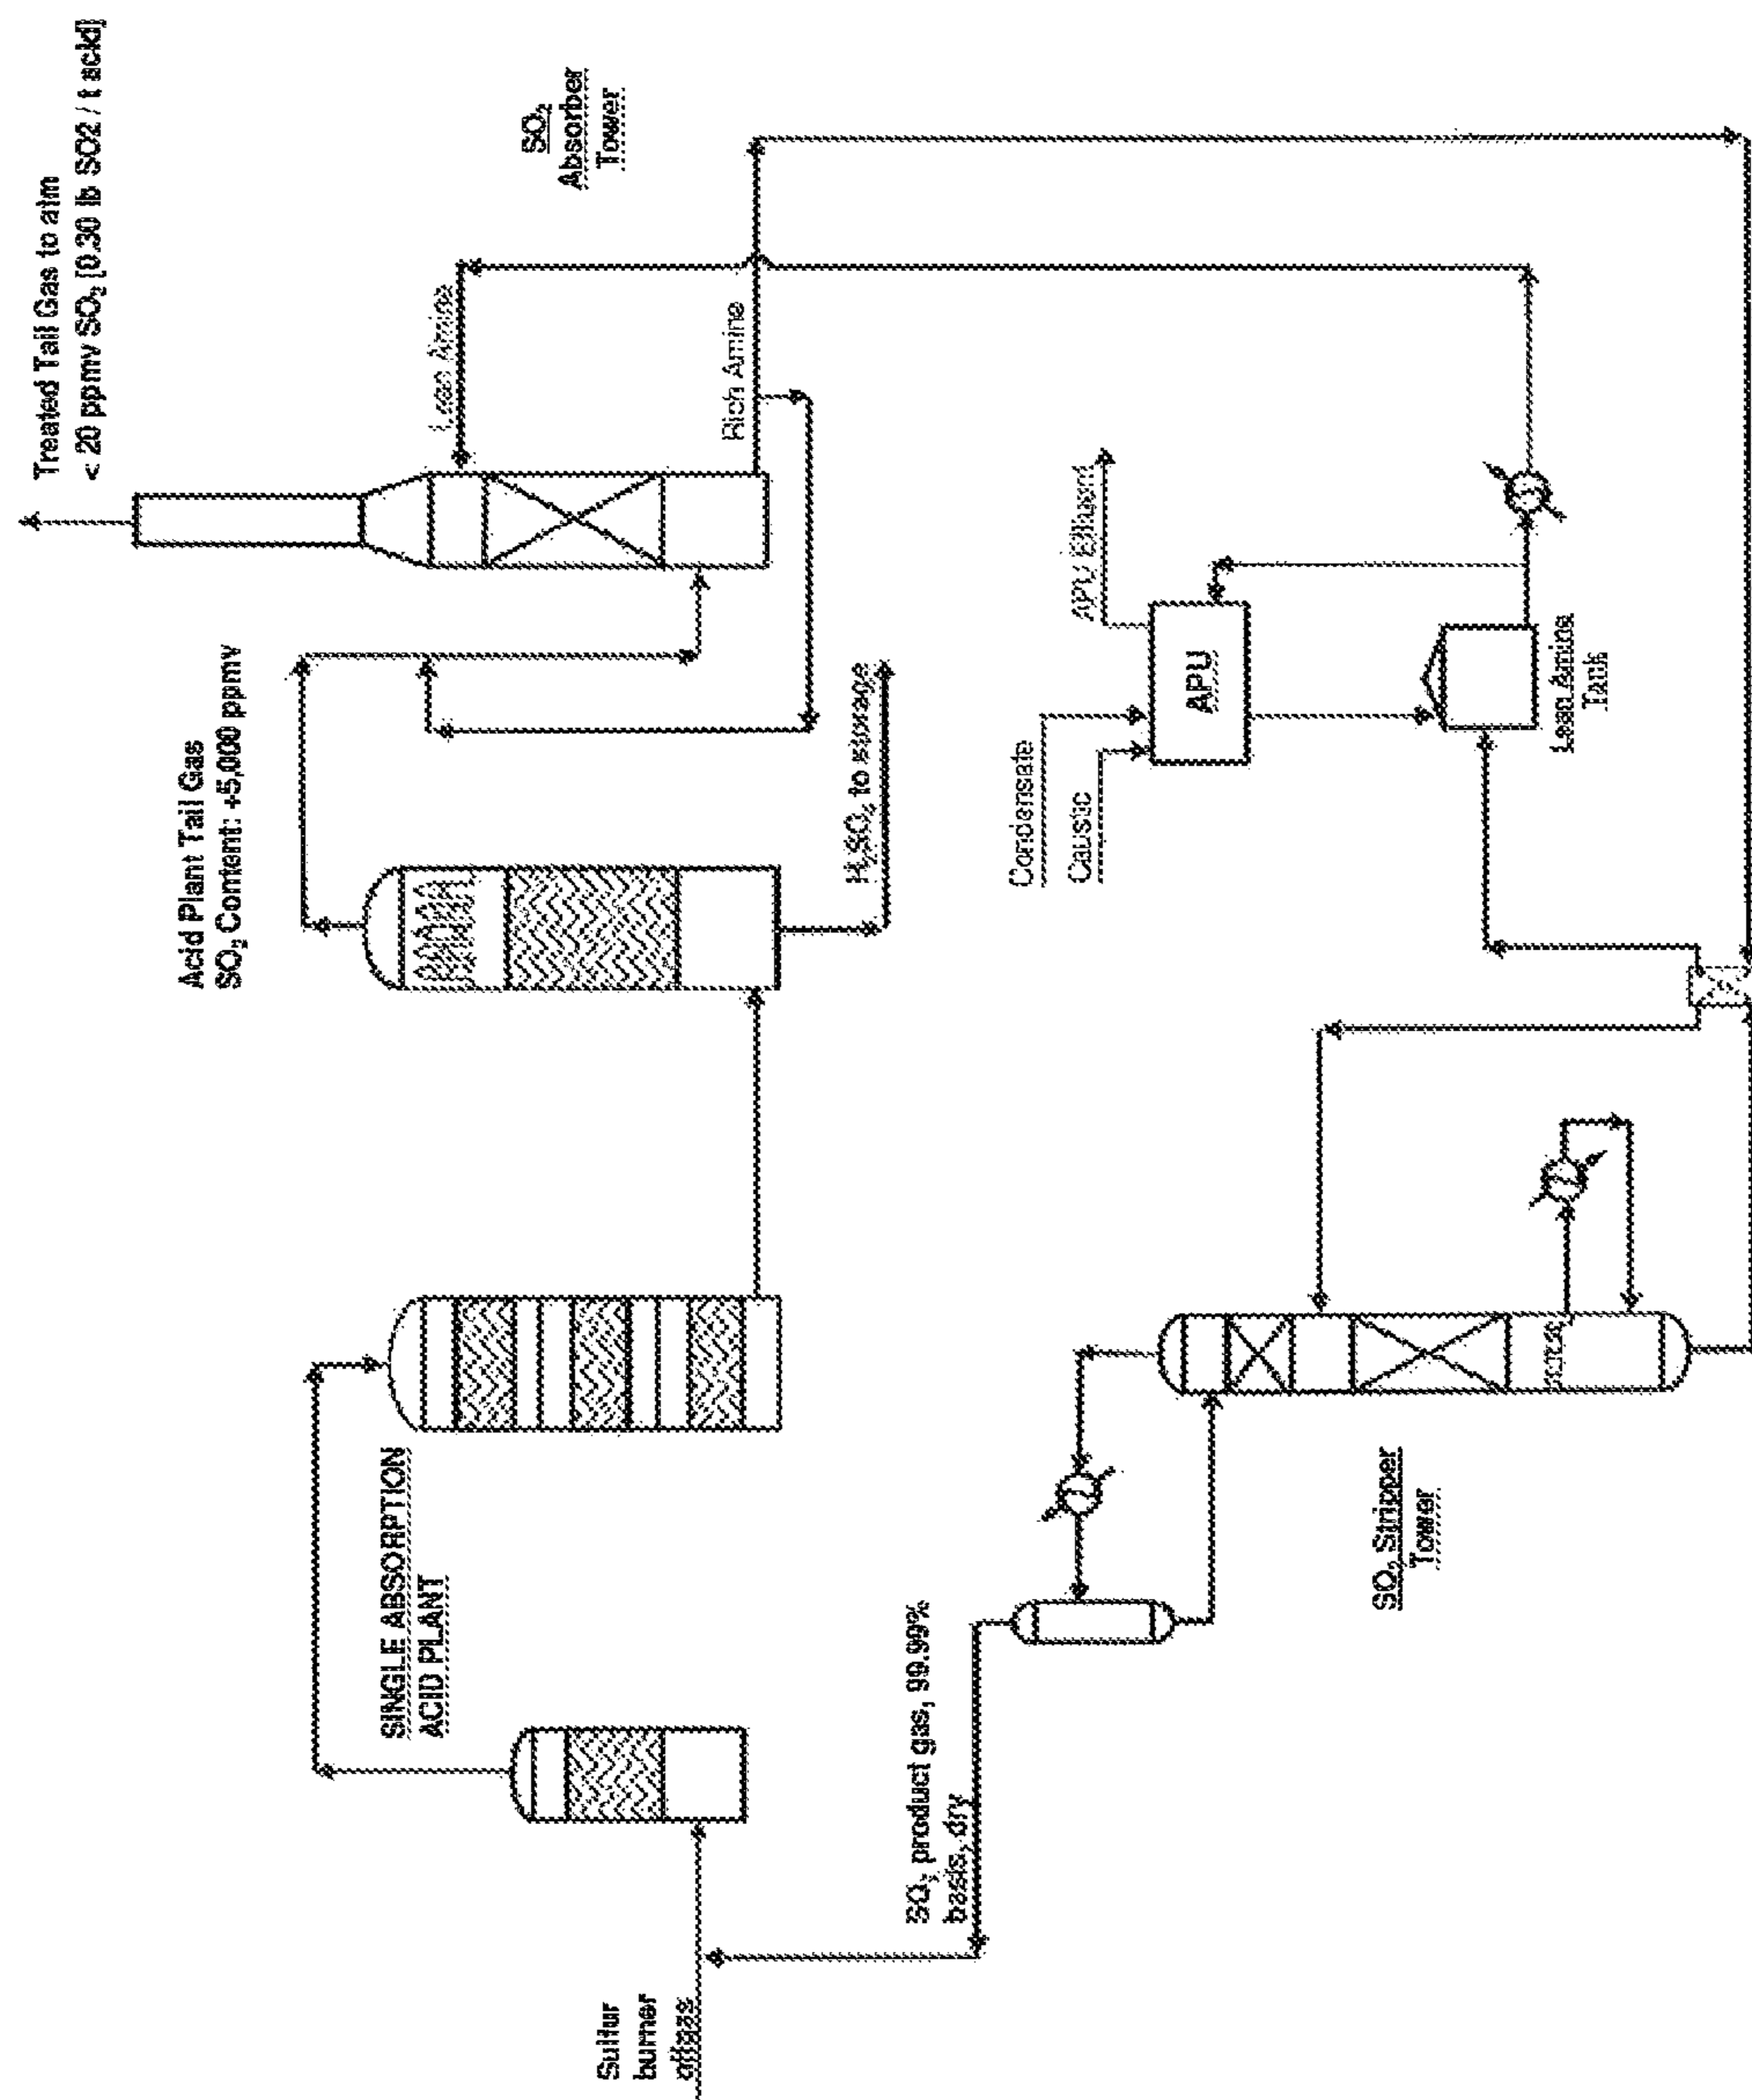 Treated Tail Gas to atm
< 20 ppmv SO₂ [0.30 lb SO2 / t acid]
SO₂
Absorber
Tower
Acid Plant Tail Gas
SO₂ Content: +5,000 ppmv
Lean Amine
Rich Amine
SINGLE ABSORPTION
ACID PLANT
H₂SO₄ to storage
Sulfur
burner
offgas
SO₂ product gas, 99.99%
basis, dry
Condensate
Caustic
APU Effluent
APU
Lean Amine
Tank
SO₂ Stripper
Tower